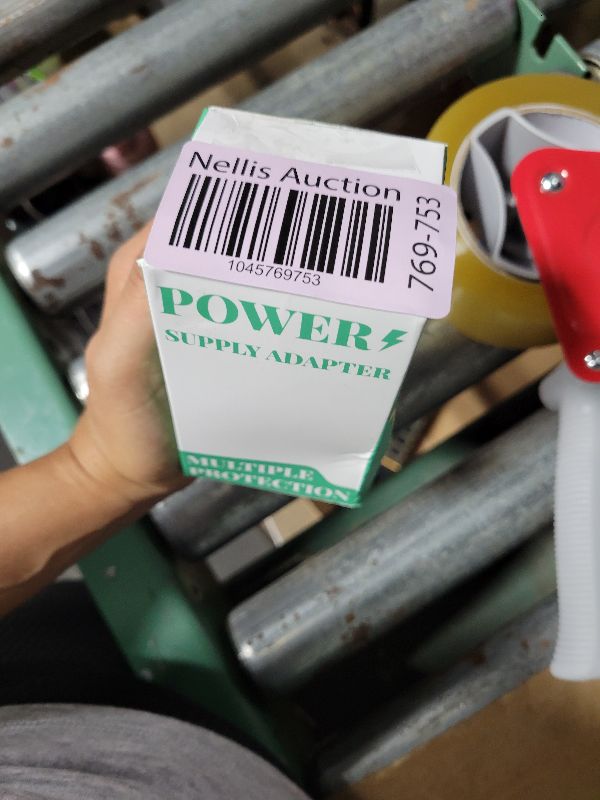 Nellis Auction
1045769753
769-753
POWER
SUPPLY ADAPTER
MULTIPLE
PROTECTION